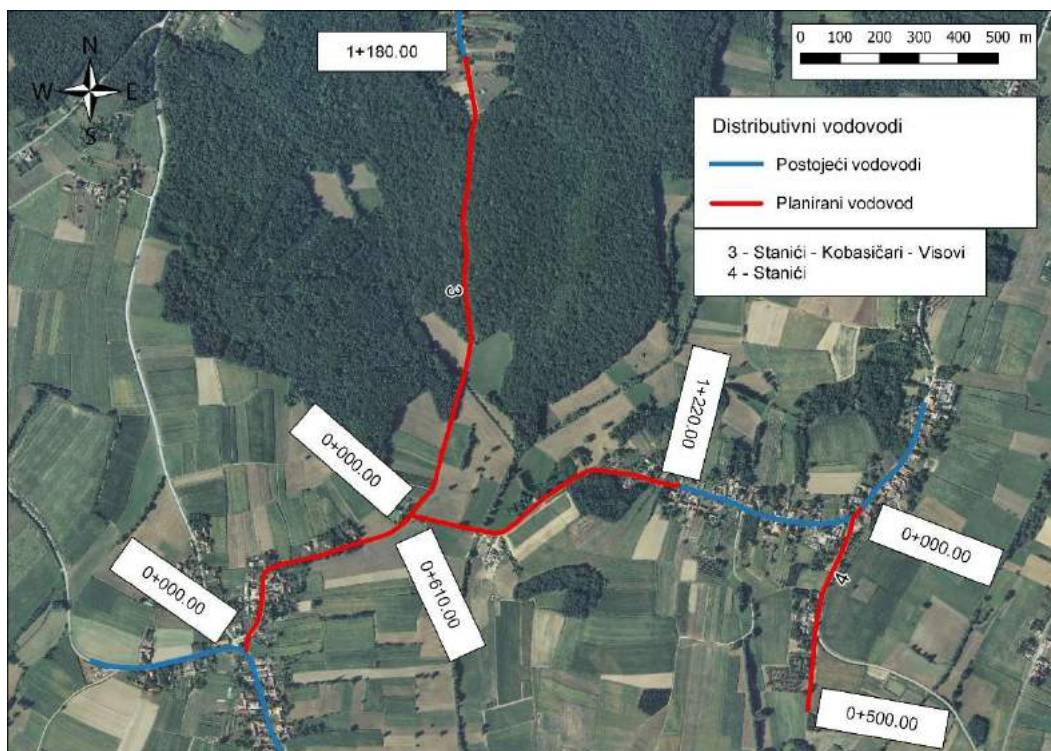 1+180.00
0 100 200 300 400 500 m
N
W E
S
Distributivni vodovodi
Postojeći vodovodi
Planirani vodovod
3 - Stanići - Kobasičari - Visovi
4 - Stanići
3
1+220.00
0+000.00
0+000.00
0+610.00
0+000.00
4
0+500.00